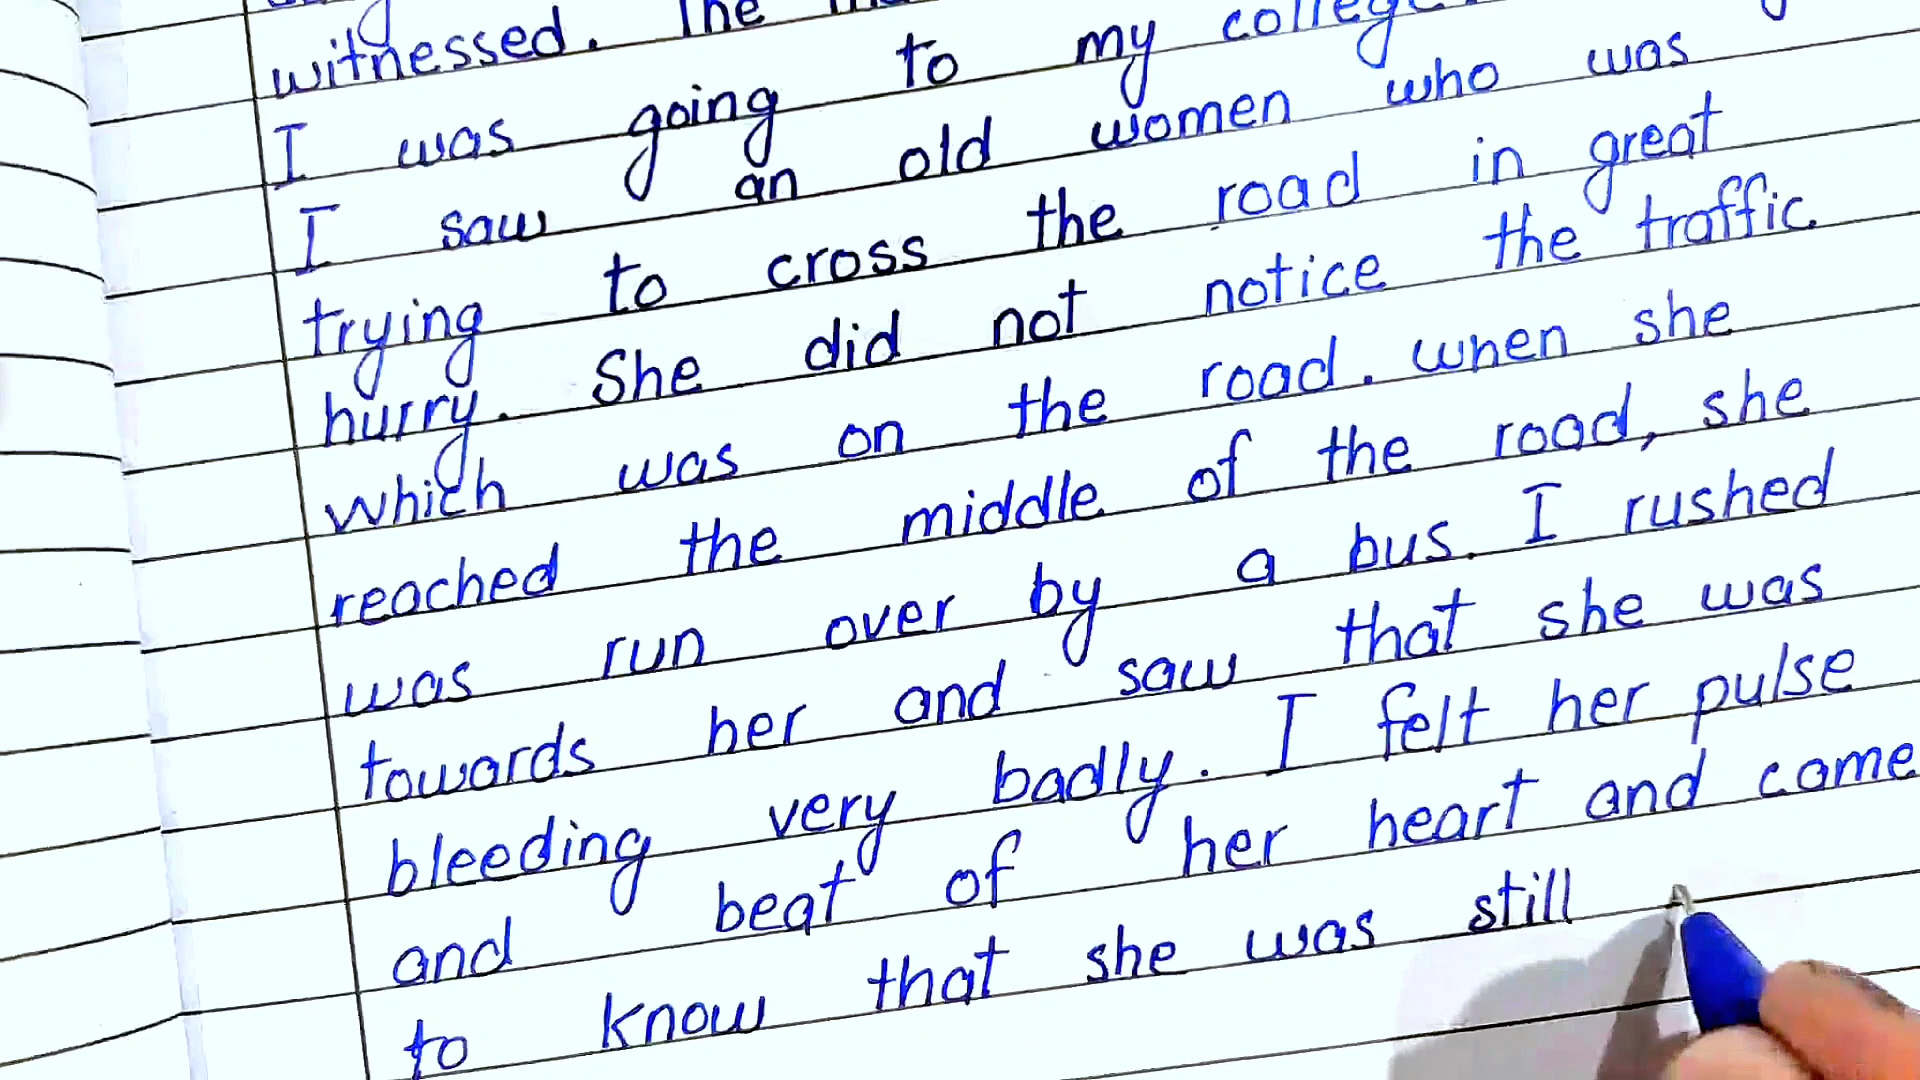 witnessed. The
I was going to my college
I saw an old women who was
trying to cross the road in great
hurry. She did not notice the traffic
which was on the road. when she
reached the middle of the road, she
was run over by a bus. I rushed
towards her and saw that she was
bleeding very badly. I felt her pulse
and beat of her heart and came
to know that she was still